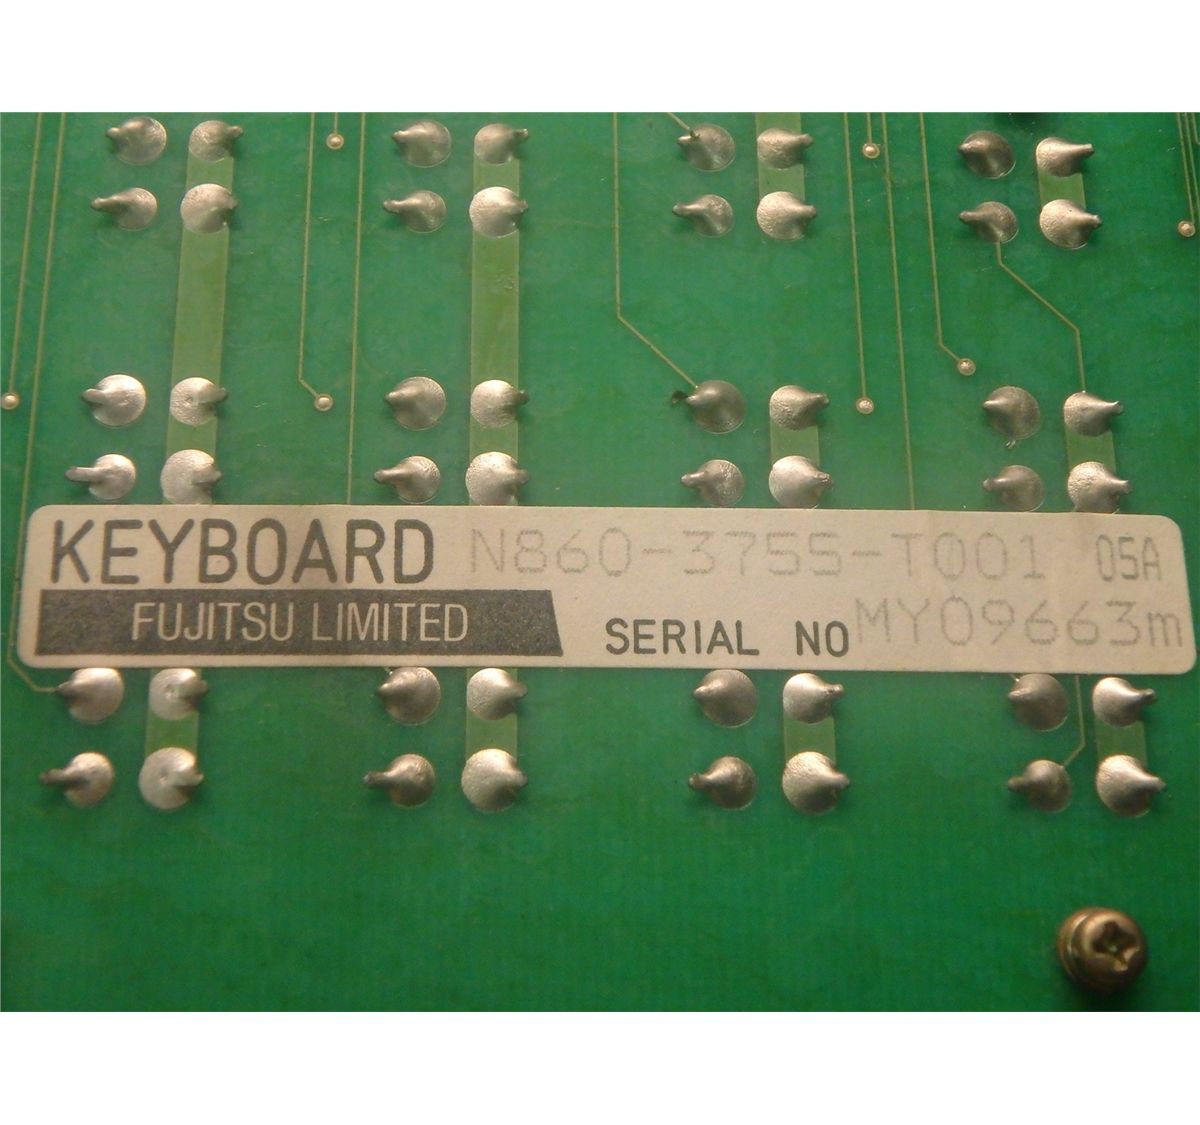 KEYBOARD N860-3755-T001 05A
FUJITSU LIMITED
SERIAL NO MY09663m